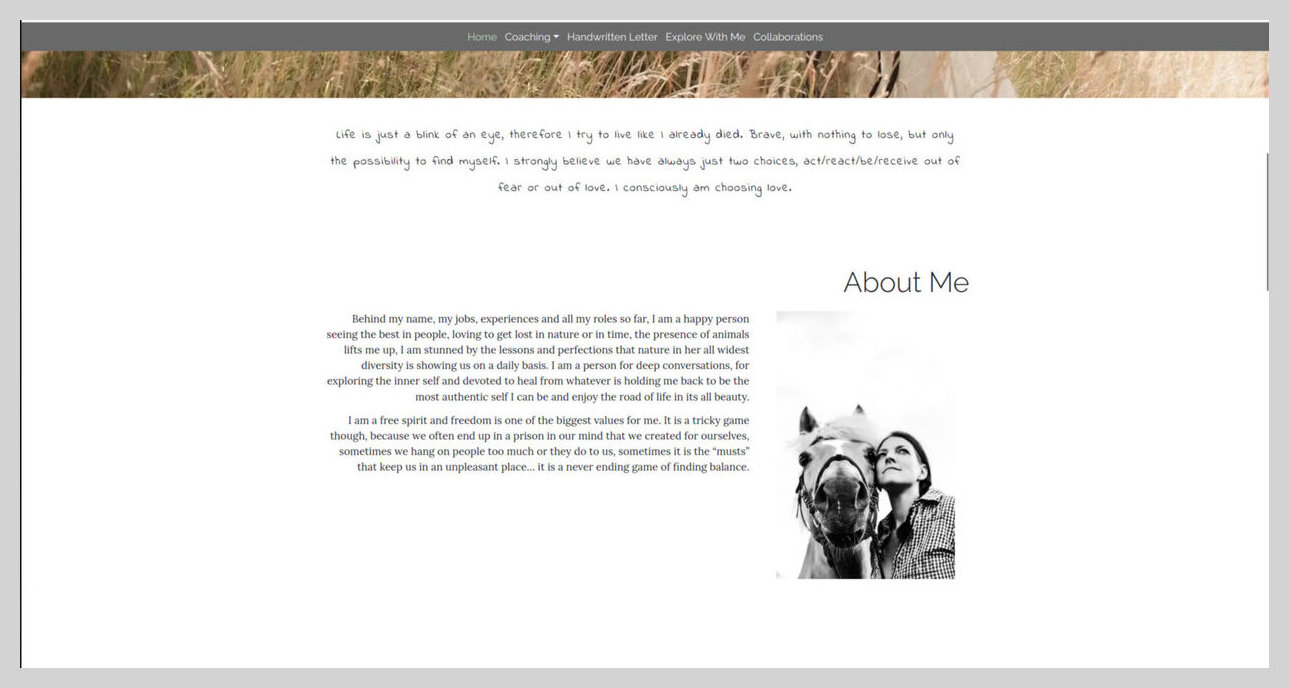 Home Coaching Handwritten Letter Explore With Me Collaborations
Life is just a blink of an eye, therefore I try to live like I already died. Brave, with nothing to lose, but only
the possibility to find myself. I strongly believe we have always just two choices, act/react/be/receive out of
fear or out of love. I consciously am choosing love.
About Me
Behind my name, my jobs, experiences and all my roles so far, I am a happy person
seeing the best in people, loving to get lost in nature or in time, the presence of animals
lifts me up, I am stunned by the lessons and perfections that nature in her all widest
diversity is showing us on a daily basis. I am a person for deep conversations, for
exploring the inner self and devoted to heal from whatever is holding me back to be the
most authentic self I can be and enjoy the road of life in its all beauty.
I am a free spirit and freedom is one of the biggest values for me. It is a tricky game
though, because we often end up in a prison in our mind that we created for ourselves,
sometimes we hang on people too much or they do to us, sometimes it is the “musts”
that keep us in an unpleasant place... it is a never ending game of finding balance.